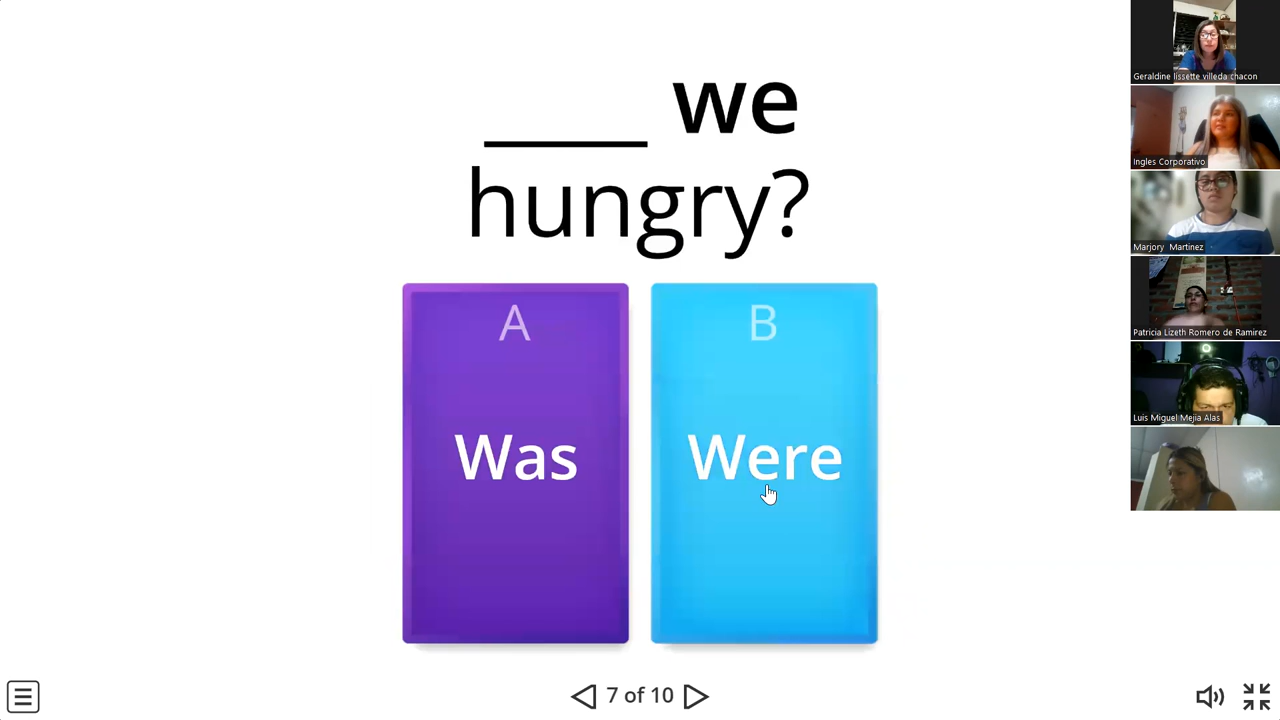 _____ we
hungry?
A
B
Was
Were
7 of 10
Geraldine lissette villeda chacon
Ingles Corporativo
Marjory Martinez
Patricia Lizeth Romero de Ramirez
Luis Miguel Mejia Alas